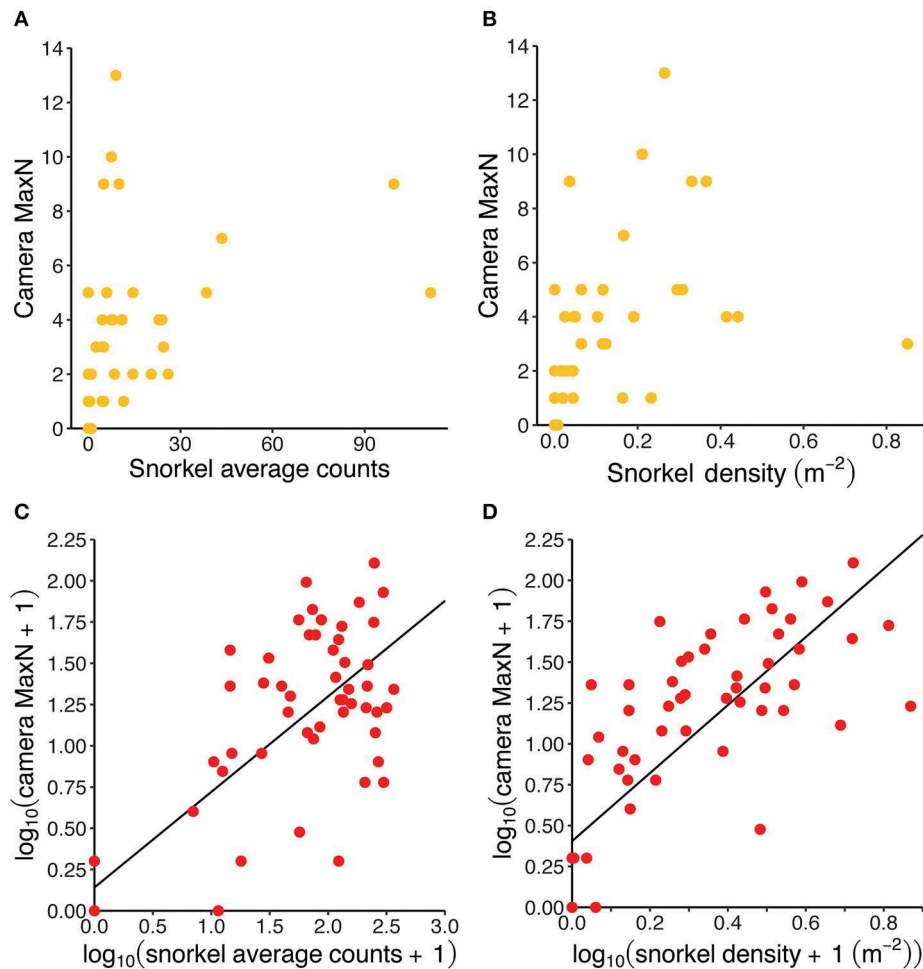 A
14
12
10
8
6
4
2
0
Camera MaxN
0 30 60 90
Snorkel average counts
B
14
12
10
8
6
4
2
0
Camera MaxN
0.0 0.2 0.4 0.6 0.8
Snorkel density (m⁻²)
C
2.25
2.00
1.75
1.50
1.25
1.00
0.75
0.50
0.25
0.00
log₁₀(camera MaxN + 1)
0.0 0.5 1.0 1.5 2.0 2.5 3.0
log₁₀(snorkel average counts + 1)
D
2.25
2.00
1.75
1.50
1.25
1.00
0.75
0.50
0.25
0.00
log₁₀(camera MaxN + 1)
0.0 0.2 0.4 0.6 0.8
log₁₀(snorkel density + 1 (m⁻²))